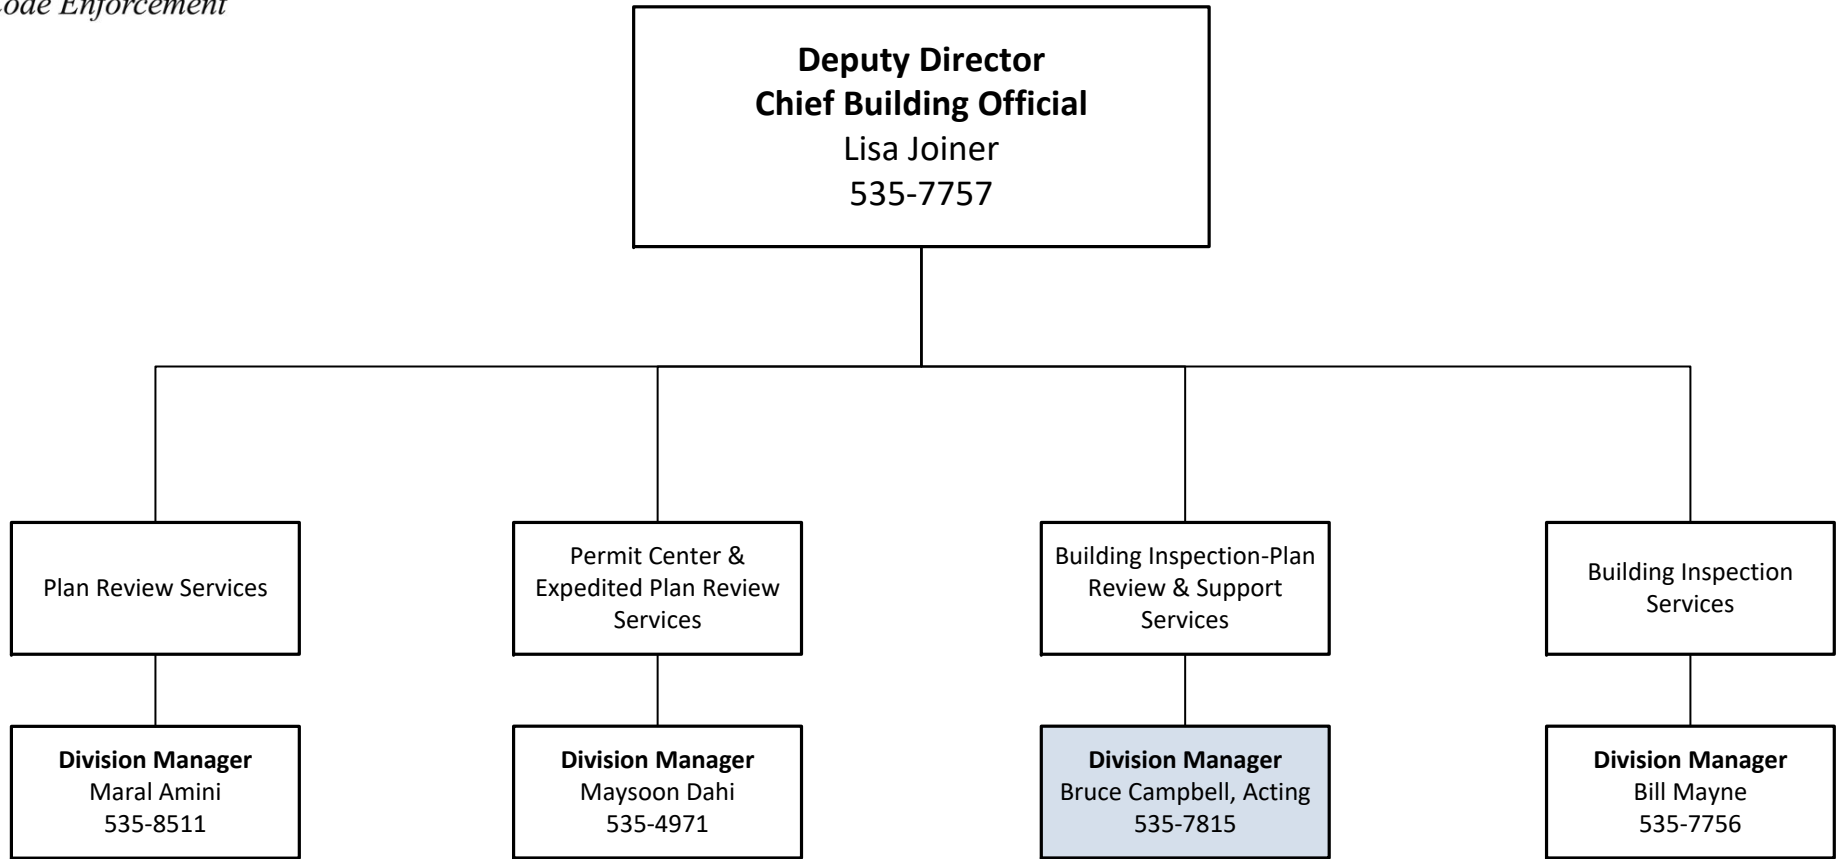 Code Enforcement
Deputy Director
Chief Building Official
Lisa Joiner
535-7757
Plan Review Services
Permit Center &
Expedited Plan Review
Services
Building Inspection-Plan
Review & Support
Services
Building Inspection
Services
Division Manager
Maral Amini
535-8511
Division Manager
Maysoon Dahi
535-4971
Division Manager
Bruce Campbell, Acting
535-7815
Division Manager
Bill Mayne
535-7756